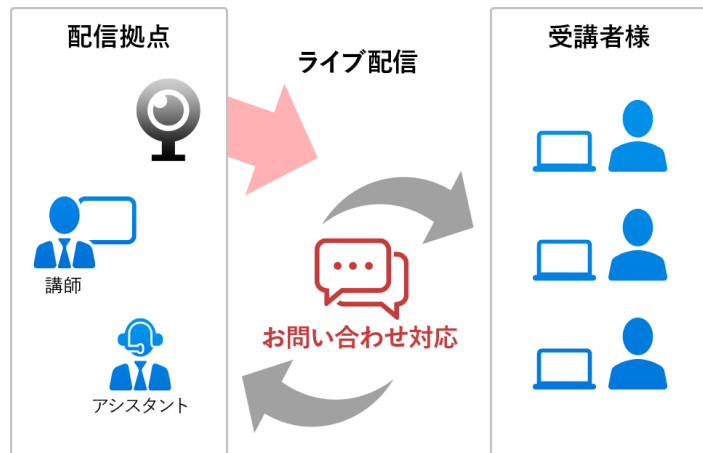 配信拠点
ライブ配信
受講者様
講師
お問い合わせ対応
アシスタント